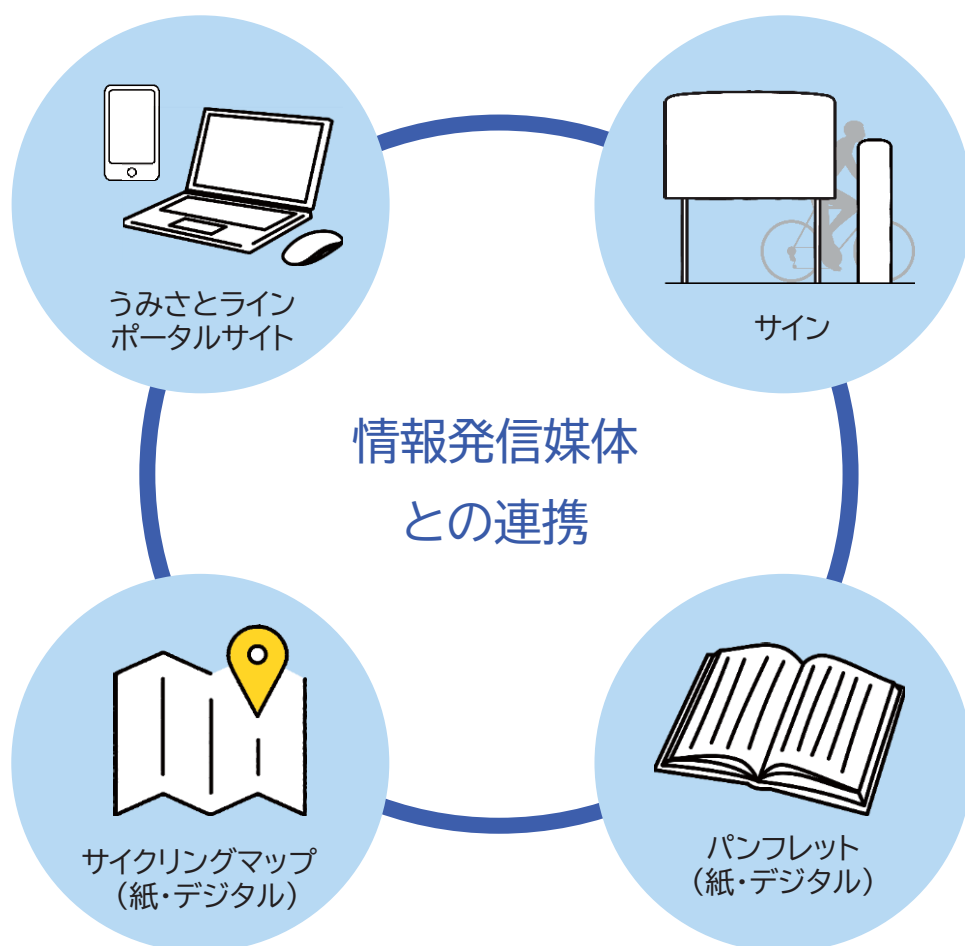 うみさとライン
ポータルサイト
サイン
情報発信媒体
との連携
サイクリングマップ
（紙・デジタル）
パンフレット
（紙・デジタル）